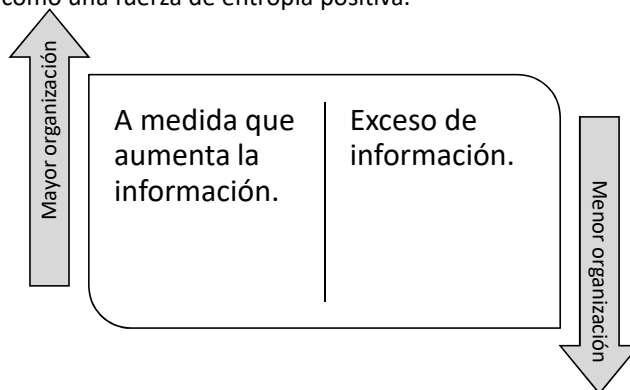 como una fuerza de entropía positiva.
Mayor organización
A medida que
aumenta la
información.
Exceso de
información.
Menor organización